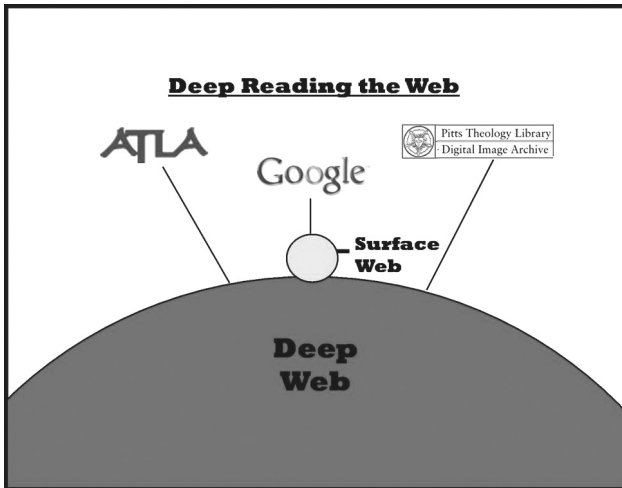 Deep Reading the Web
ATLA
Google
Pitts Theology Library
Digital Image Archive
Surface
Web
Deep
Web